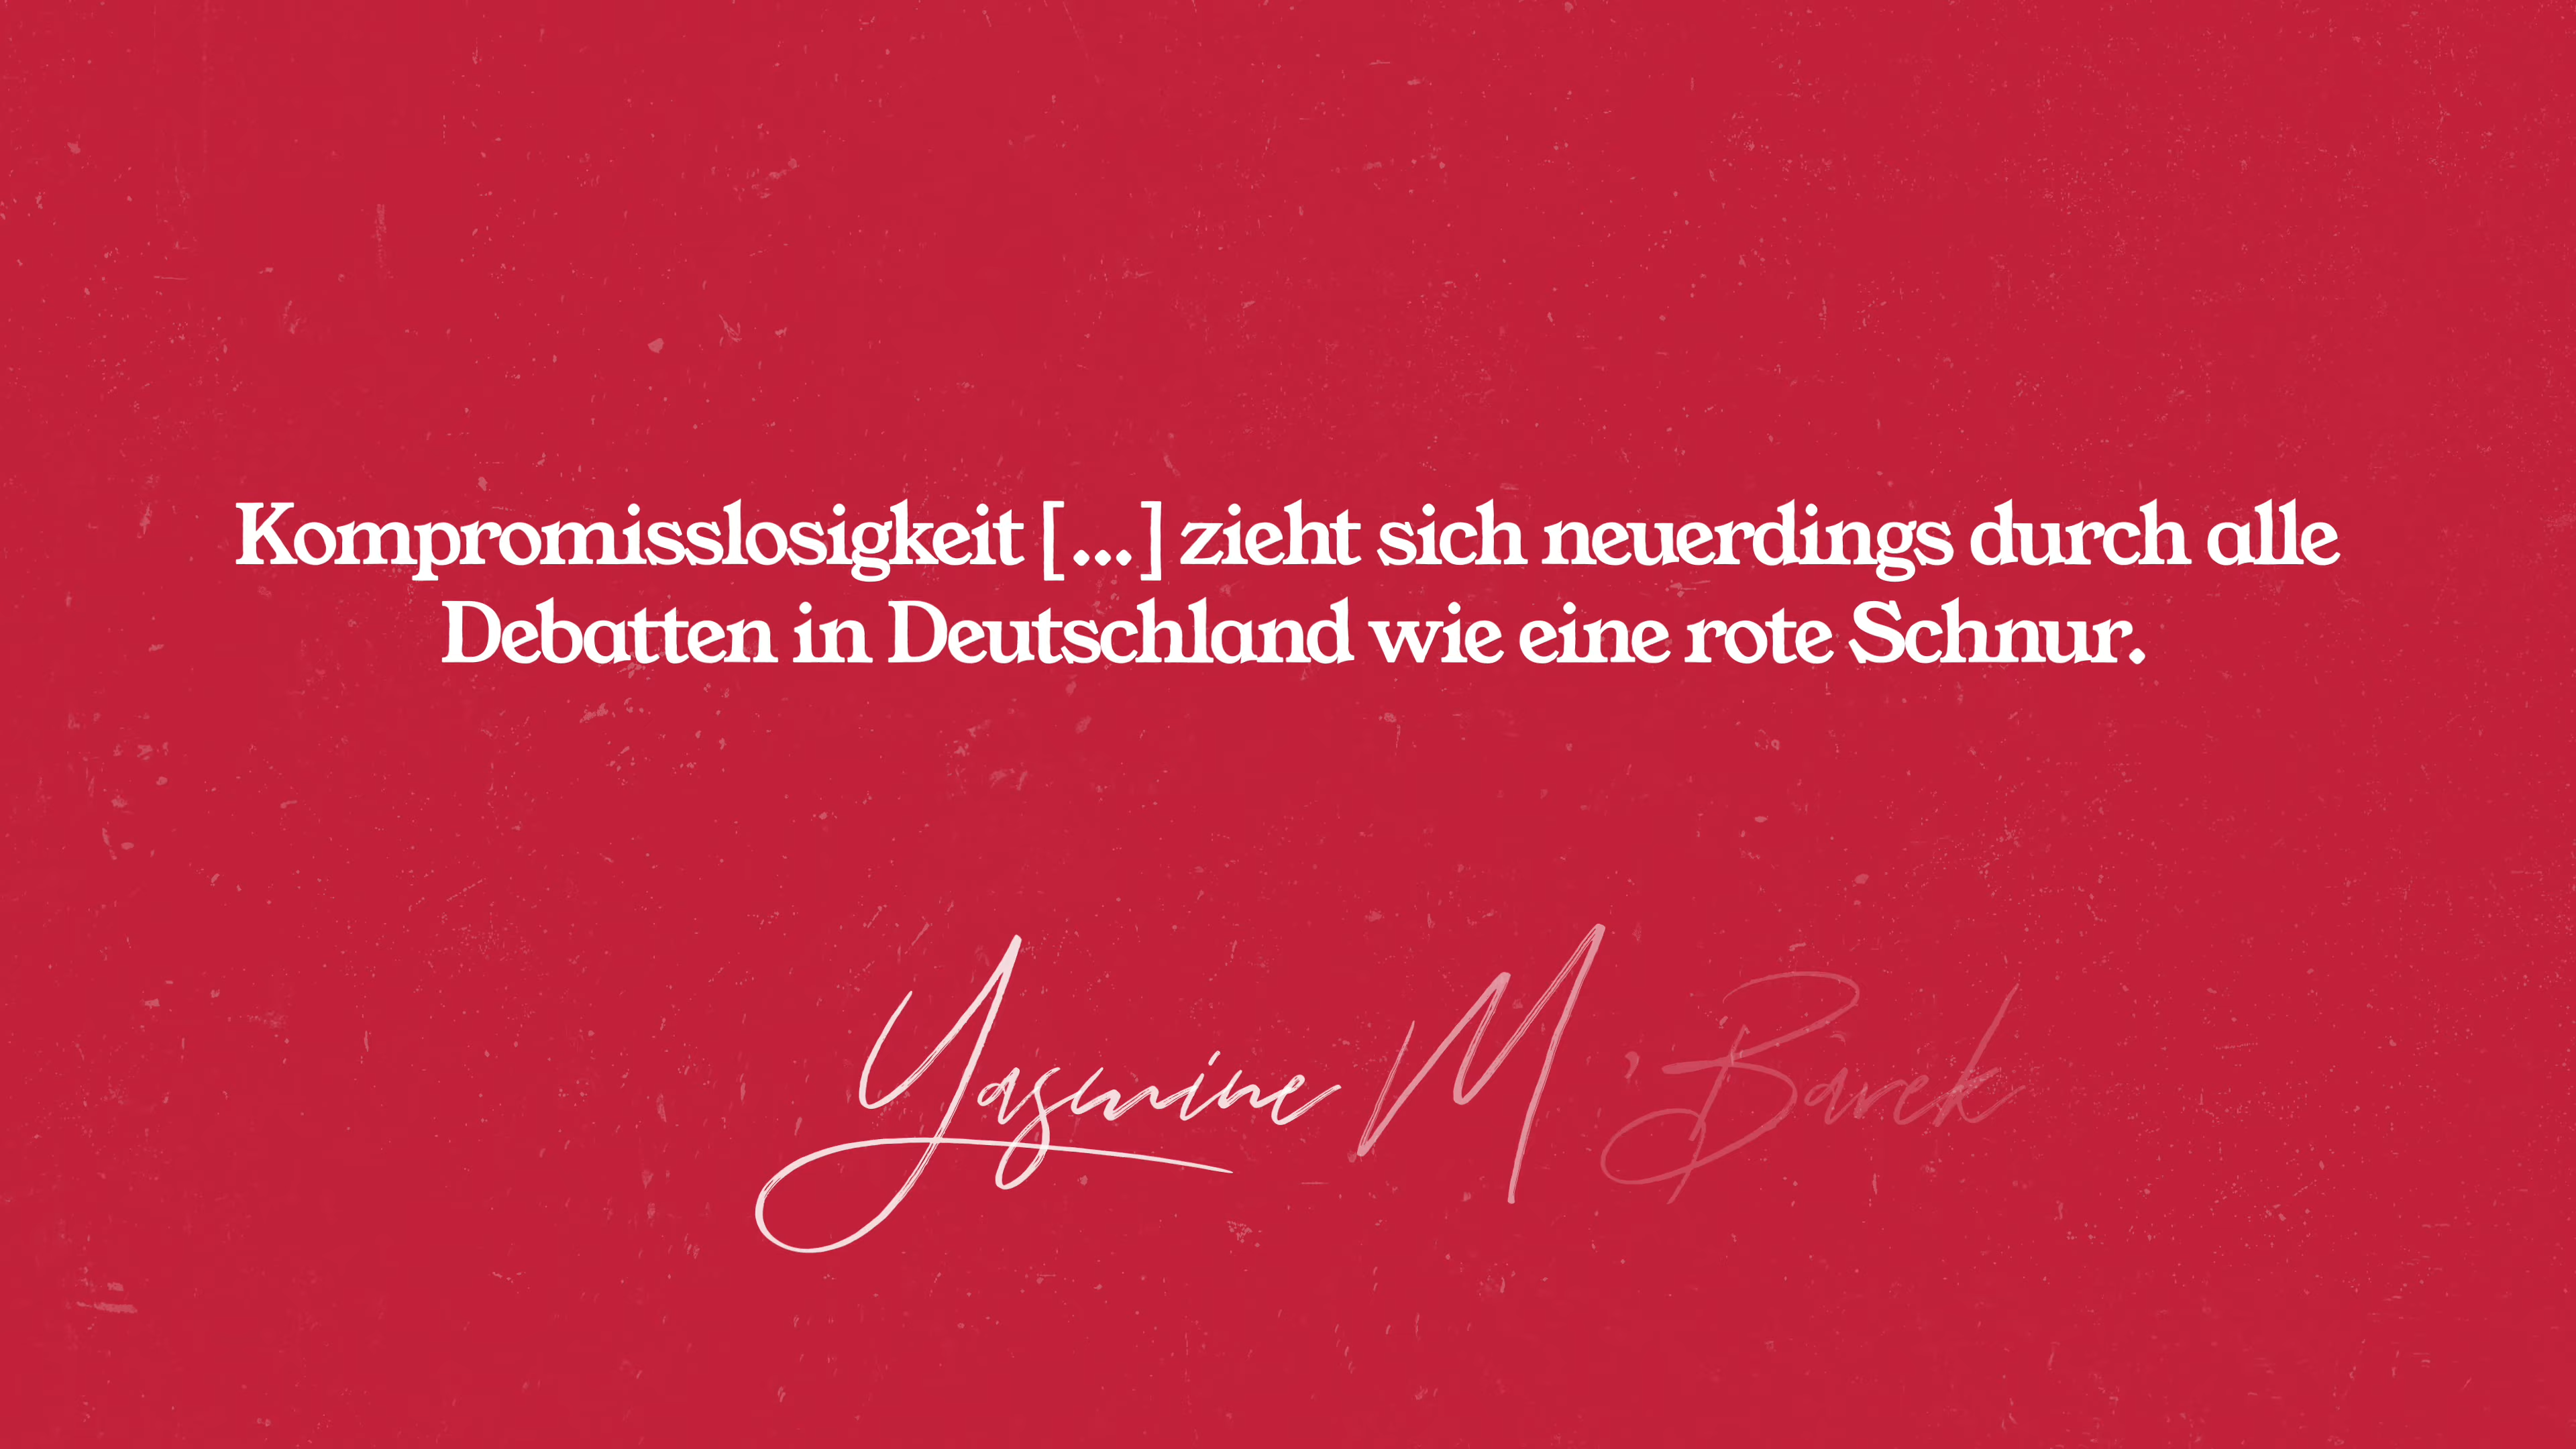 Kompromisslosigkeit [...] zieht sich neuerdings durch alle
Debatten in Deutschland wie eine rote Schnur.
Yasmine M'Barek